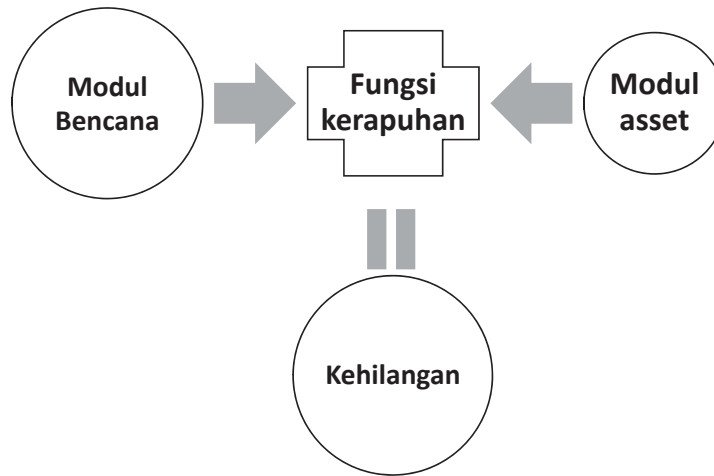 Modul
Bencana
Fungsi
kerapuhan
Modul
asset
Kehilangan